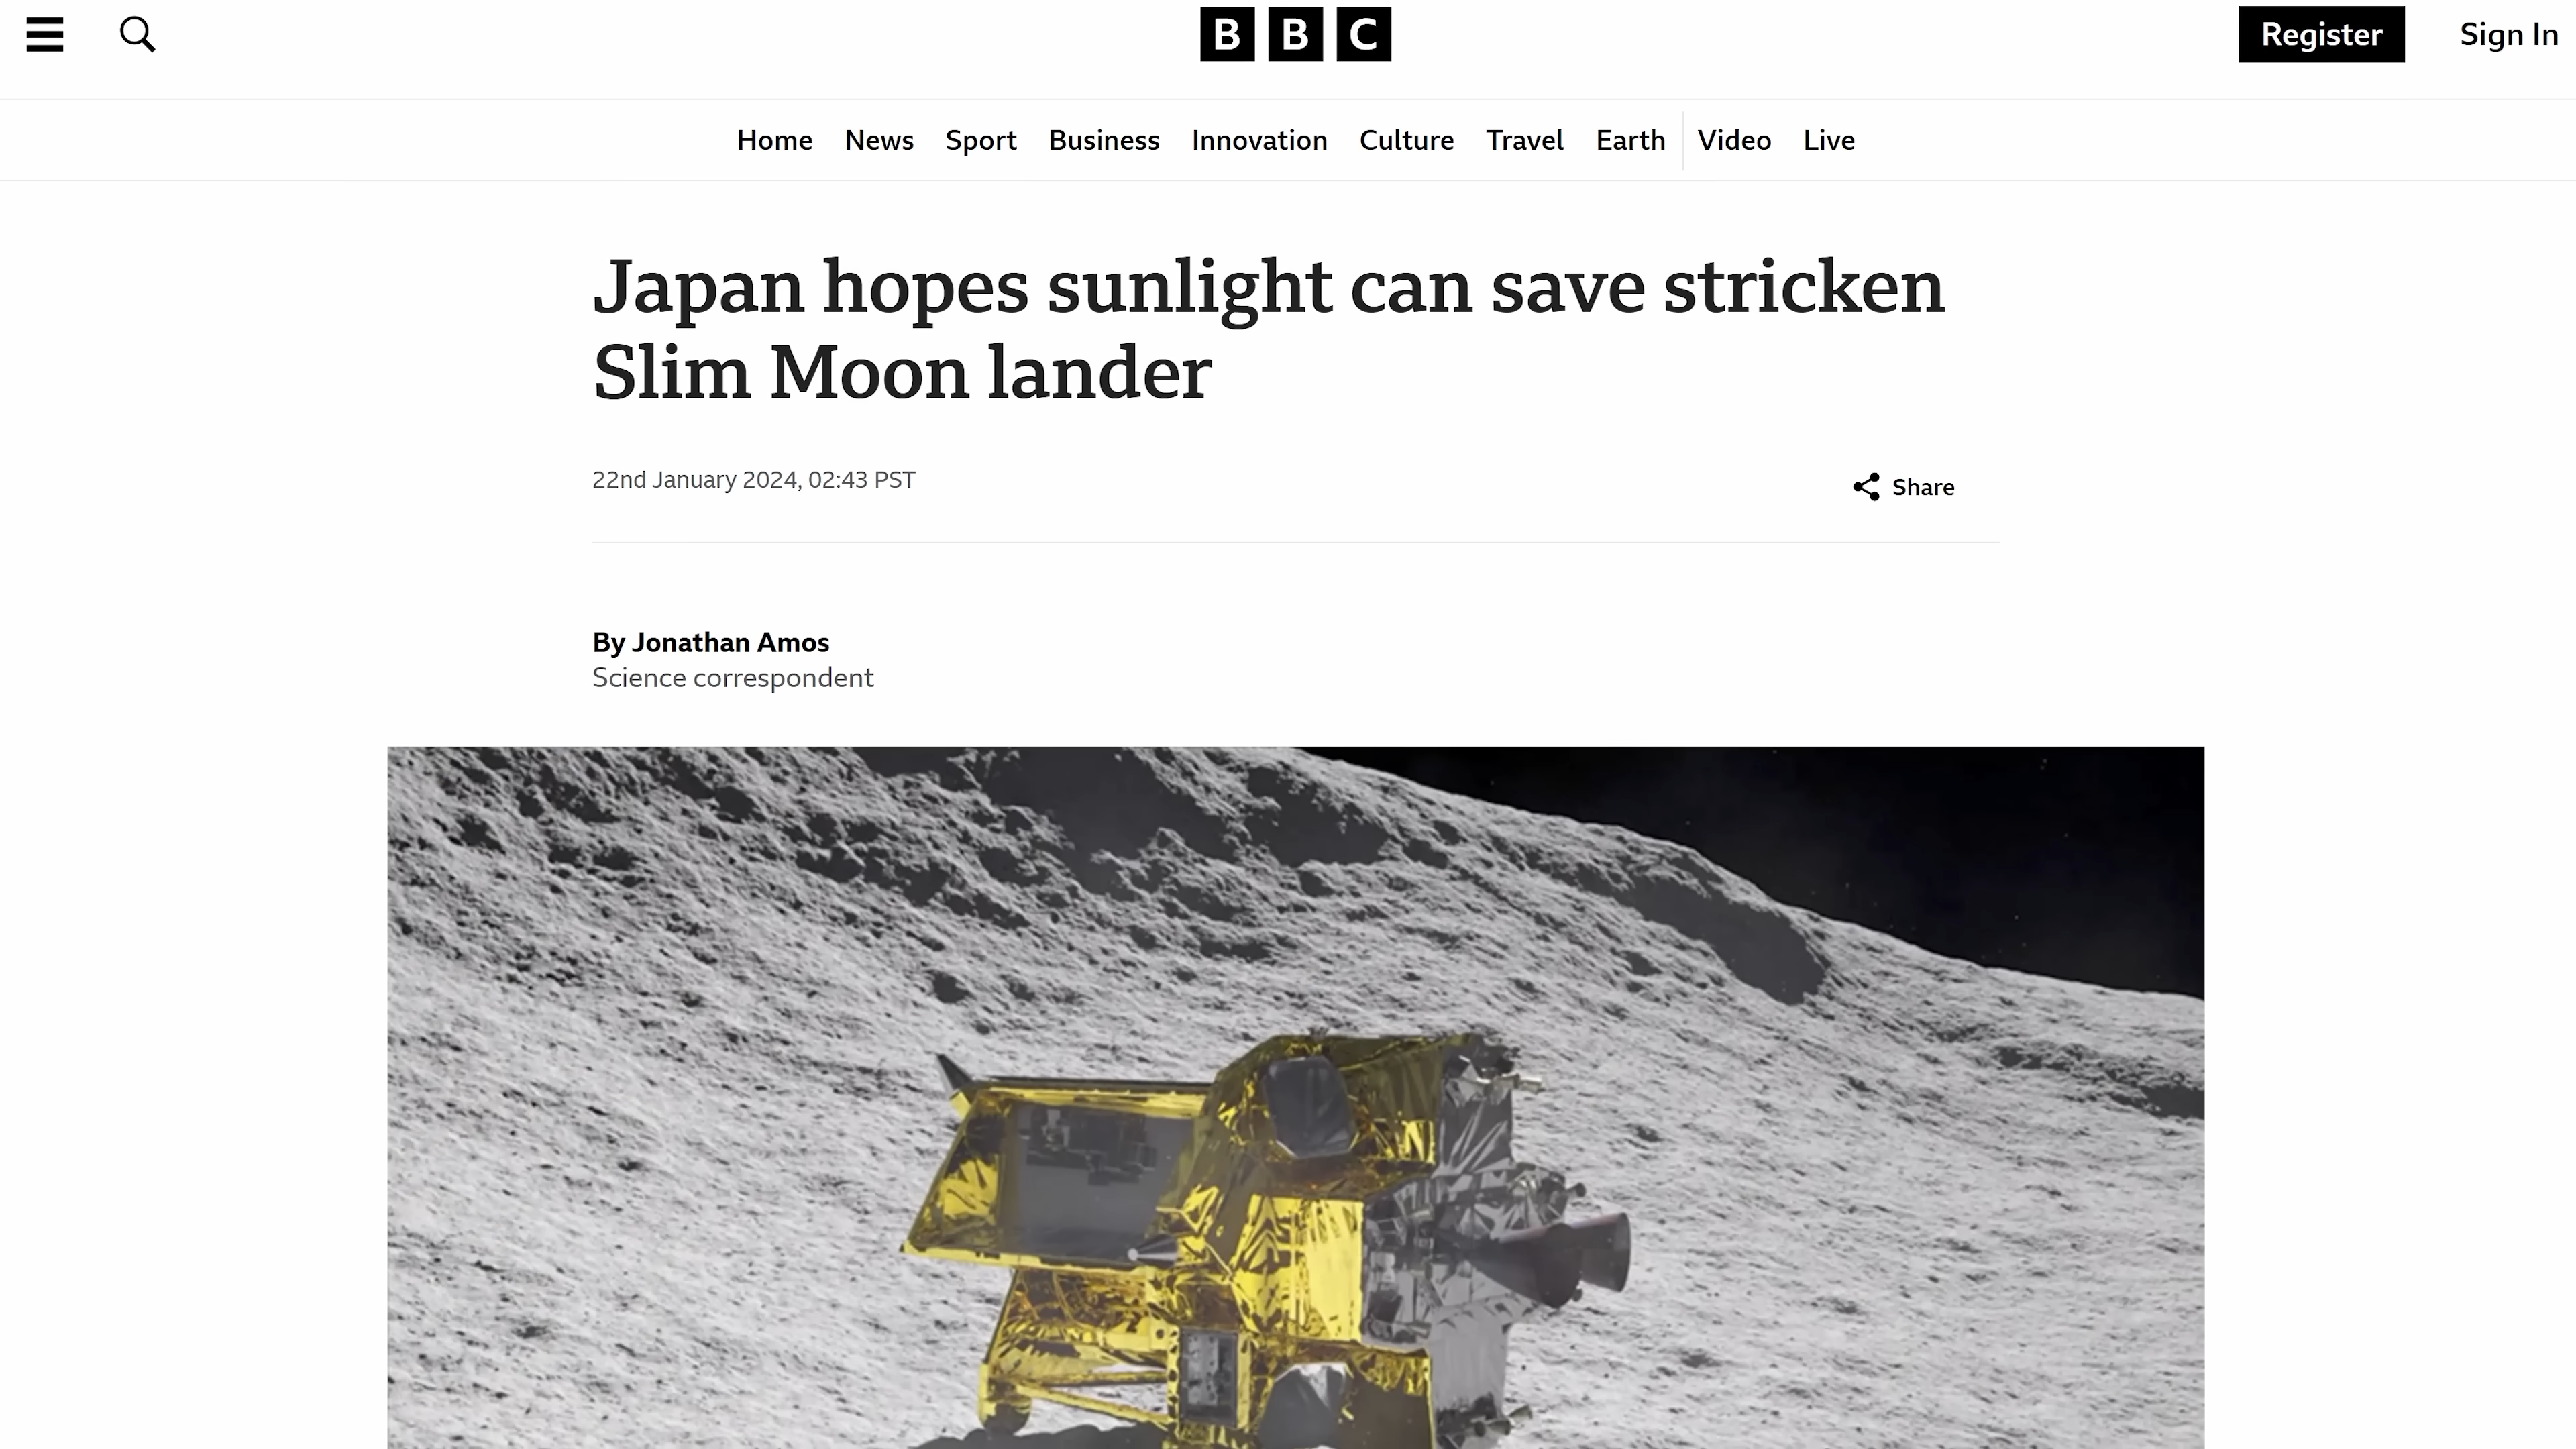 BBC
Register
Sign In
Home News Sport Business Innovation Culture Travel Earth Video Live
Japan hopes sunlight can save stricken
Slim Moon lander
22nd January 2024, 02:43 PST
Share
By Jonathan Amos
Science correspondent